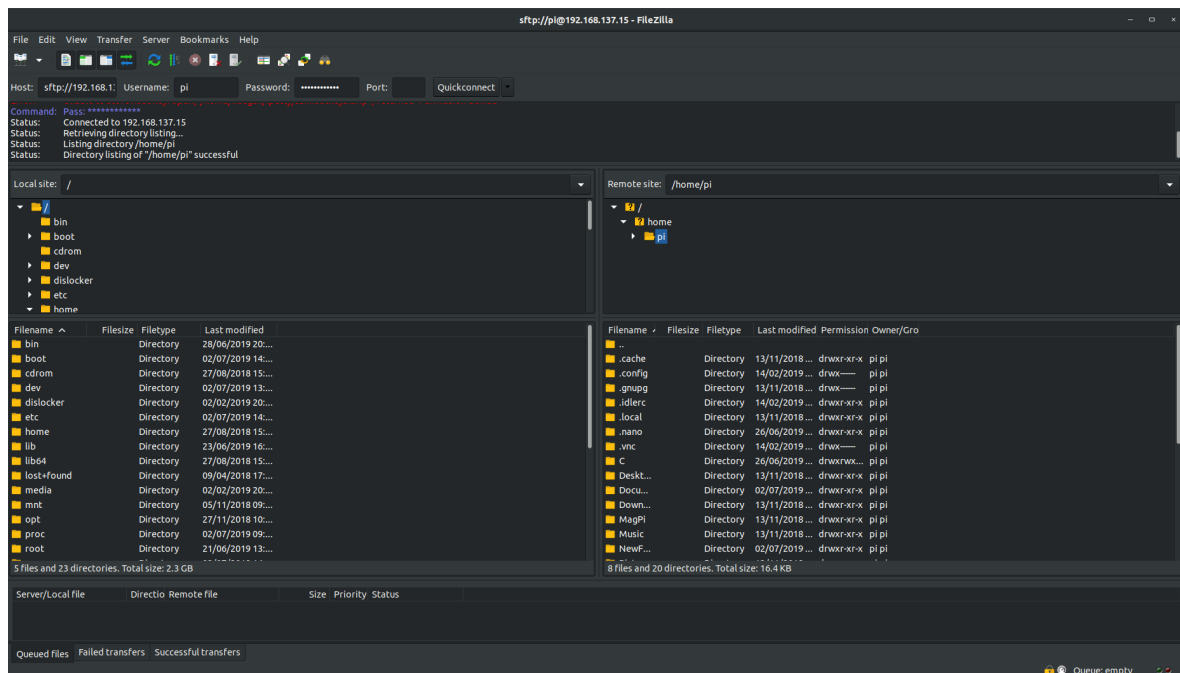 sftp://pi@192.168.137.15 - FileZilla
File Edit View Transfer Server Bookmarks Help
Host: sftp://192.168.1: Username: pi Password: ************ Port: Quickconnect
Command: Pass: ************
Status: Connected to 192.168.137.15
Status: Retrieving directory listing...
Status: Listing directory /home/pi
Status: Directory listing of "/home/pi" successful
Local site: /
/
bin
boot
cdrom
dev
dislocker
etc
home
Filename Filesize Filetype Last modified
bin Directory 28/06/2019 20:...
boot Directory 02/07/2019 14:...
cdrom Directory 27/08/2018 15:...
dev Directory 02/07/2019 13:...
dislocker Directory 02/02/2019 20:...
etc Directory 02/07/2019 14:...
home Directory 27/08/2018 15:...
lib Directory 23/06/2019 16:...
lib64 Directory 27/08/2018 15:...
lost+found Directory 09/04/2018 17:...
media Directory 02/02/2019 20:...
mnt Directory 05/11/2018 09:...
opt Directory 27/11/2018 10:...
proc Directory 02/07/2019 09:...
root Directory 21/06/2019 13:...
5 files and 23 directories. Total size: 2.3 GB
Remote site: /home/pi
/
home
pi
Filename Filesize Filetype Last modified Permission Owner/Gro
..
.cache Directory 13/11/2018 ... drwxr-xr-x pi pi
.config Directory 14/02/2019 ... drwx------ pi pi
.gnupg Directory 13/11/2018 ... drwx------ pi pi
.idlerc Directory 14/02/2019 ... drwxr-xr-x pi pi
.local Directory 13/11/2018 ... drwxr-xr-x pi pi
.nano Directory 26/06/2019 ... drwxr-xr-x pi pi
.vnc Directory 14/02/2019 ... drwx------ pi pi
C Directory 26/06/2019 ... drwxrwx... pi pi
Deskt... Directory 13/11/2018 ... drwxr-xr-x pi pi
Docu... Directory 02/07/2019 ... drwxr-xr-x pi pi
Down... Directory 13/11/2018 ... drwxr-xr-x pi pi
MagPi Directory 13/11/2018 ... drwxr-xr-x pi pi
Music Directory 13/11/2018 ... drwxr-xr-x pi pi
NewF... Directory 02/07/2019 ... drwxr-xr-x pi pi
8 files and 20 directories. Total size: 16.4 KB
Server/Local file Directio Remote file Size Priority Status
Queued files Failed transfers Successful transfers
Queue: empty